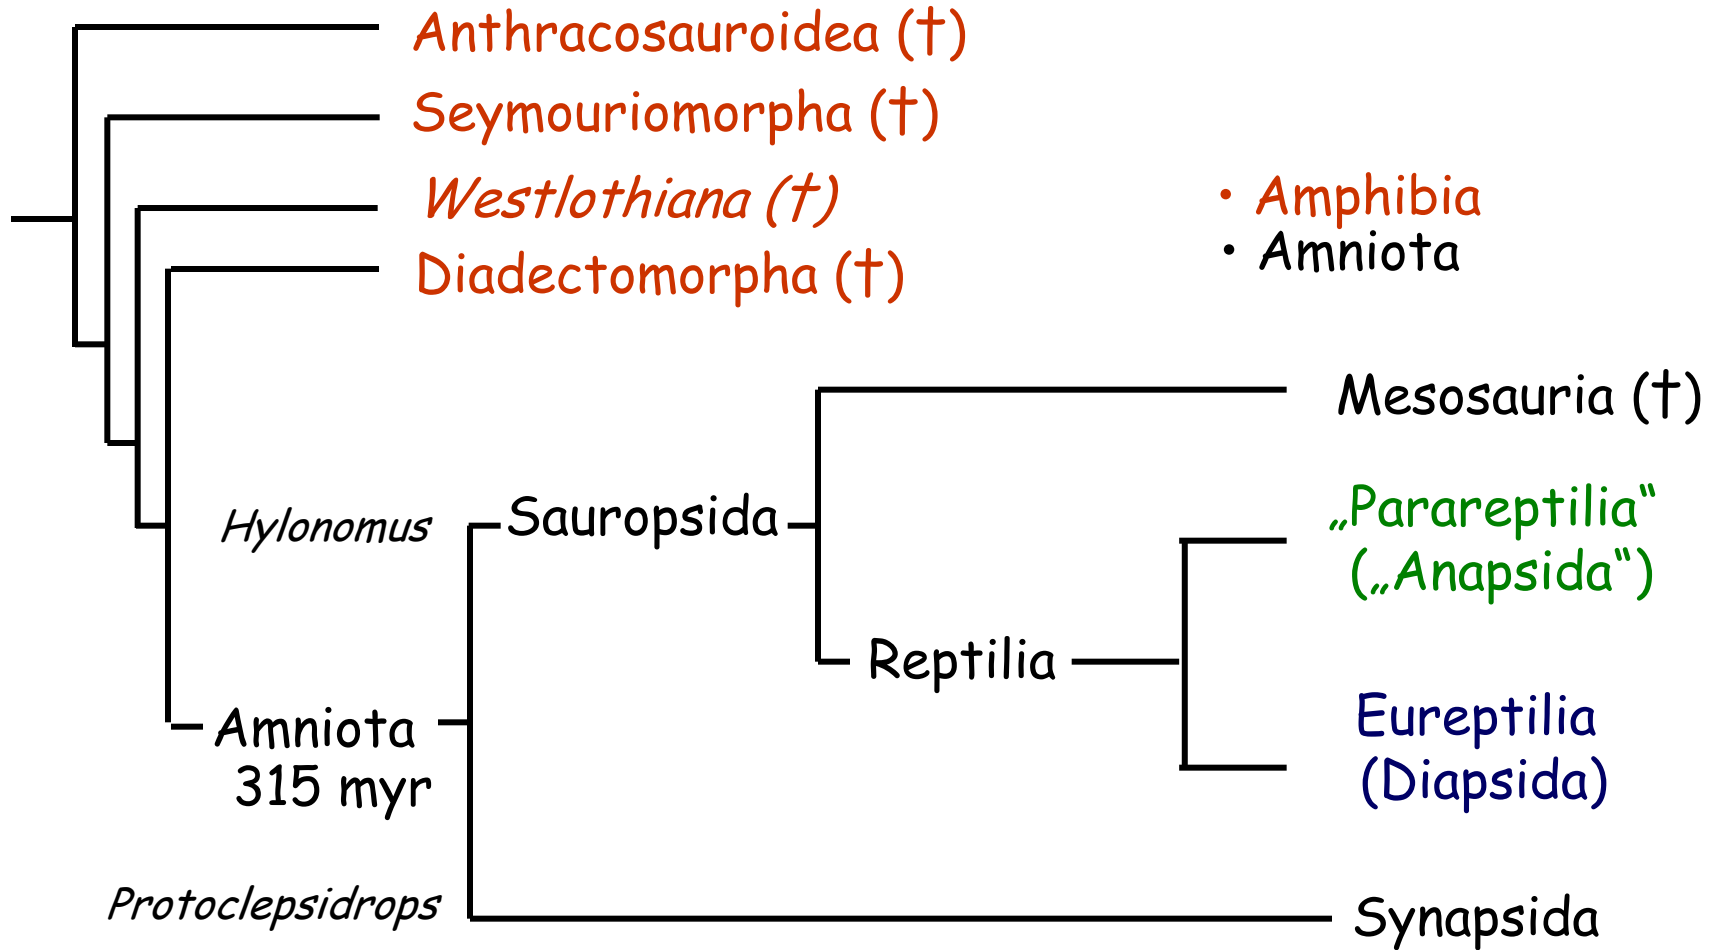 Anthracosauroidea (†)
Seymouriomorpha (†)
Westlothiana (†)
Diadectomorpha (†)
• Amphibia
• Amniota
Mesosauria (†)
Hylonomus
Sauropsida
„Parareptilia“
(„Anapsida“)
Reptilia
Amniota
315 myr
Eureptilia
(Diapsida)
Protoclepsidrops
Synapsida